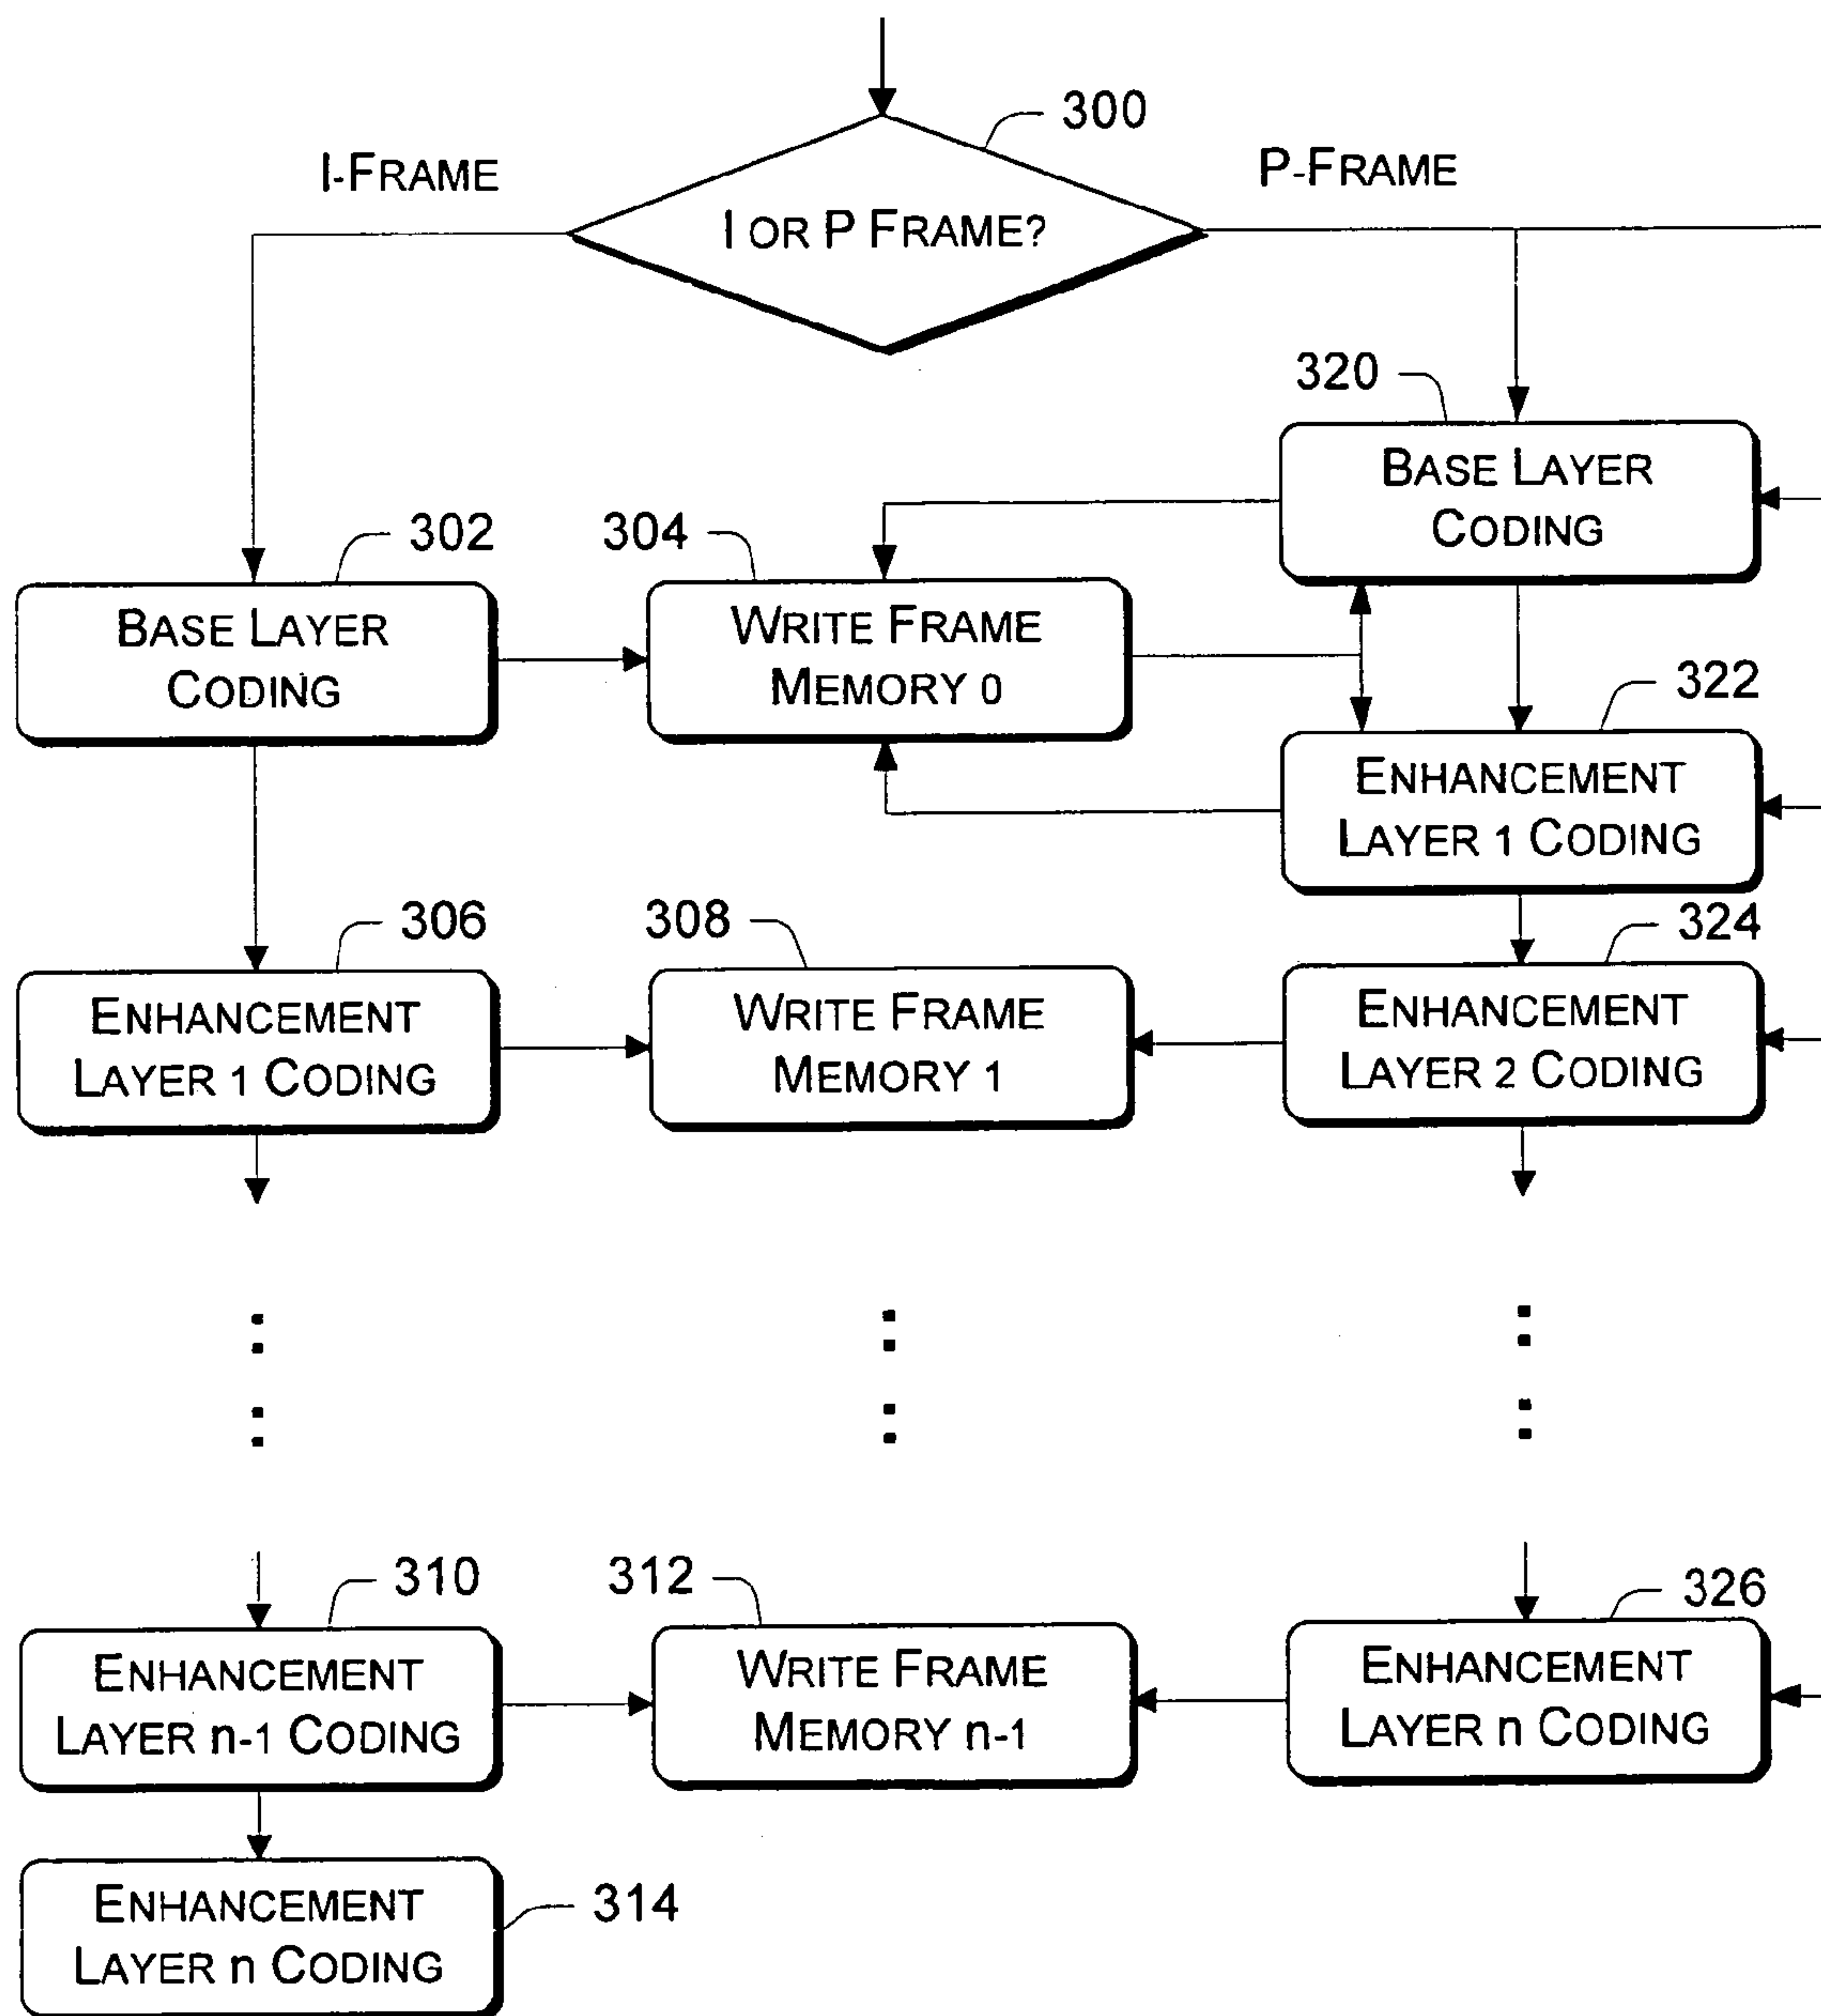 300
I-FRAME
P-FRAME
I OR P FRAME?
320
BASE LAYER
CODING
302
304
BASE LAYER
CODING
WRITE FRAME
MEMORY 0
322
ENHANCEMENT
LAYER 1 CODING
306
308
324
ENHANCEMENT
LAYER 1 CODING
WRITE FRAME
MEMORY 1
ENHANCEMENT
LAYER 2 CODING
310
312
326
ENHANCEMENT
LAYER n-1 CODING
WRITE FRAME
MEMORY n-1
ENHANCEMENT
LAYER n CODING
ENHANCEMENT
LAYER n CODING
314